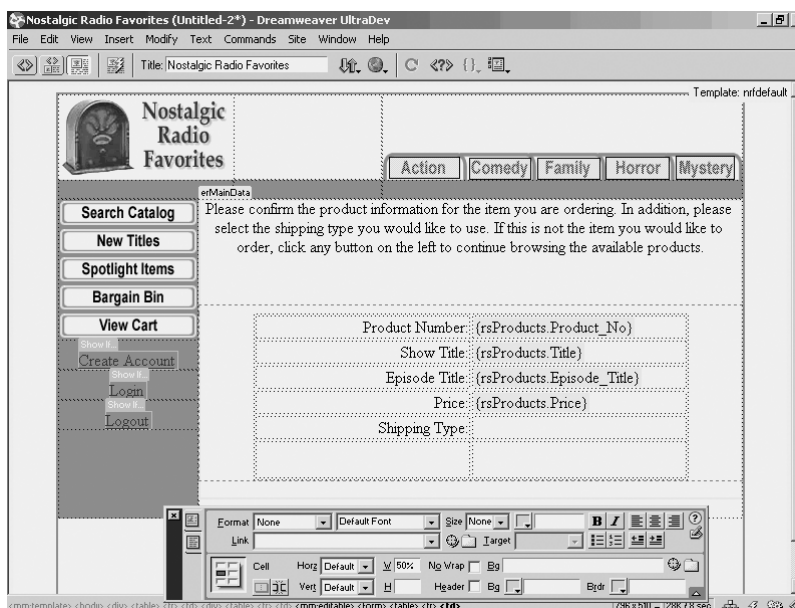 Nostalgic Radio Favorites (Untitled-2*) - Dreamweaver UltraDev
File Edit View Insert Modify Text Commands Site Window Help
Title: Nostalgic Radio Favorites
Template: nrfdefault
Nostalgic
Radio
Favorites
Action Comedy Family Horror Mystery
erMainData
Search Catalog
New Titles
Spotlight Items
Bargain Bin
View Cart
Show If...
Create Account
Show If...
Login
Show If...
Logout
Please confirm the product information for the item you are ordering. In addition, please
select the shipping type you would like to use. If this is not the item you would like to
order, click any button on the left to continue browsing the available products.
Product Number: {rsProducts.Product_No}
Show Title: {rsProducts.Title}
Episode Title: {rsProducts.Episode_Title}
Price: {rsProducts.Price}
Shipping Type:
Format None Default Font Size None B I
Link Target
Cell Horz Default W 50% No Wrap Bg
Vert Default H Header Bg Brdr